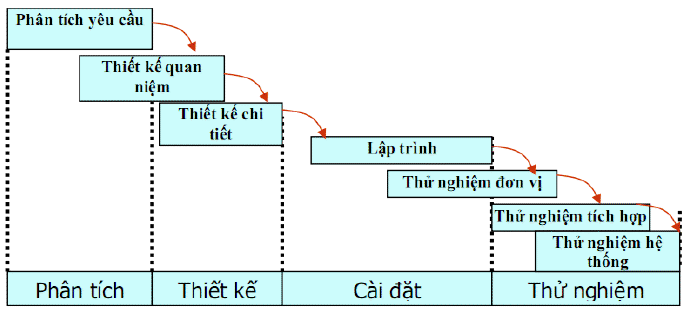 Phân tích yêu cầu
Thiết kế quan
niệm
Thiết kế chi
tiết
Lập trình
Thử nghiệm đơn vị
Thử nghiệm tích hợp
Thử nghiệm hệ
thống
Phân tích
Thiết kế
Cài đặt
Thử nghiệm